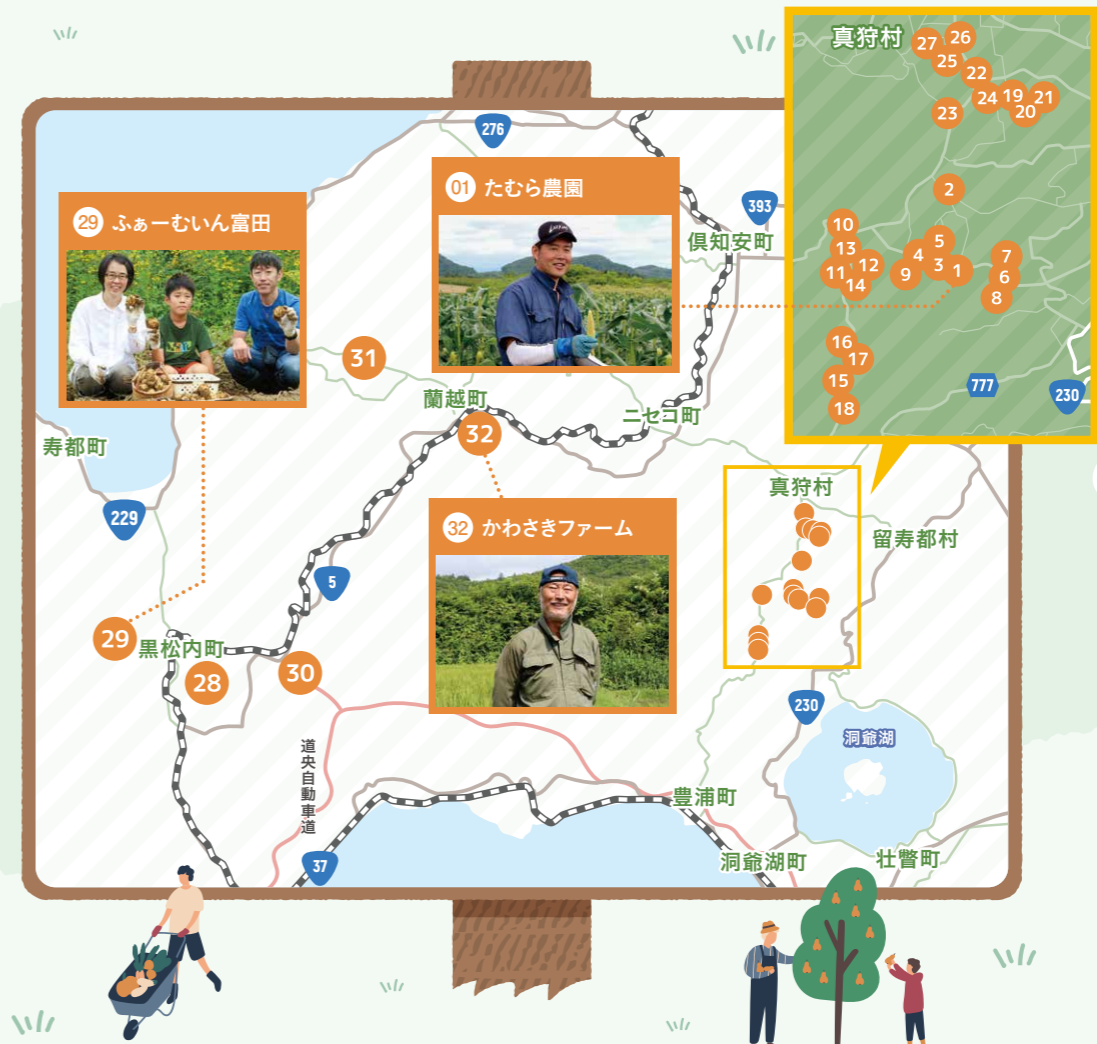 276
393
倶知安町
29 ふぁーむいん富田
01 たむら農園
31
蘭越町
32
ニセコ町
寿都町
229
5
32 かわさきファーム
29
黒松内町
28
30
道央自動車道
37
真狩村
留寿都村
230
洞爺湖
豊浦町
洞爺湖町
壮瞥町
真狩村
27
26
25
22
24
19
21
20
23
2
10
13
5
4
3
1
7
12
11
9
6
14
8
16
17
15
18
777
230